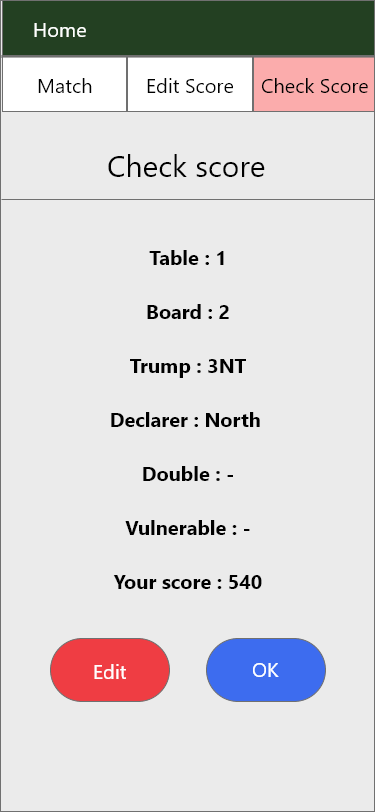 Home
Match Edit Score Check Score
Check score
Table : 1
Board : 2
Trump : 3NT
Declarer : North
Double : -
Vulnerable : -
Your score : 540
Edit OK